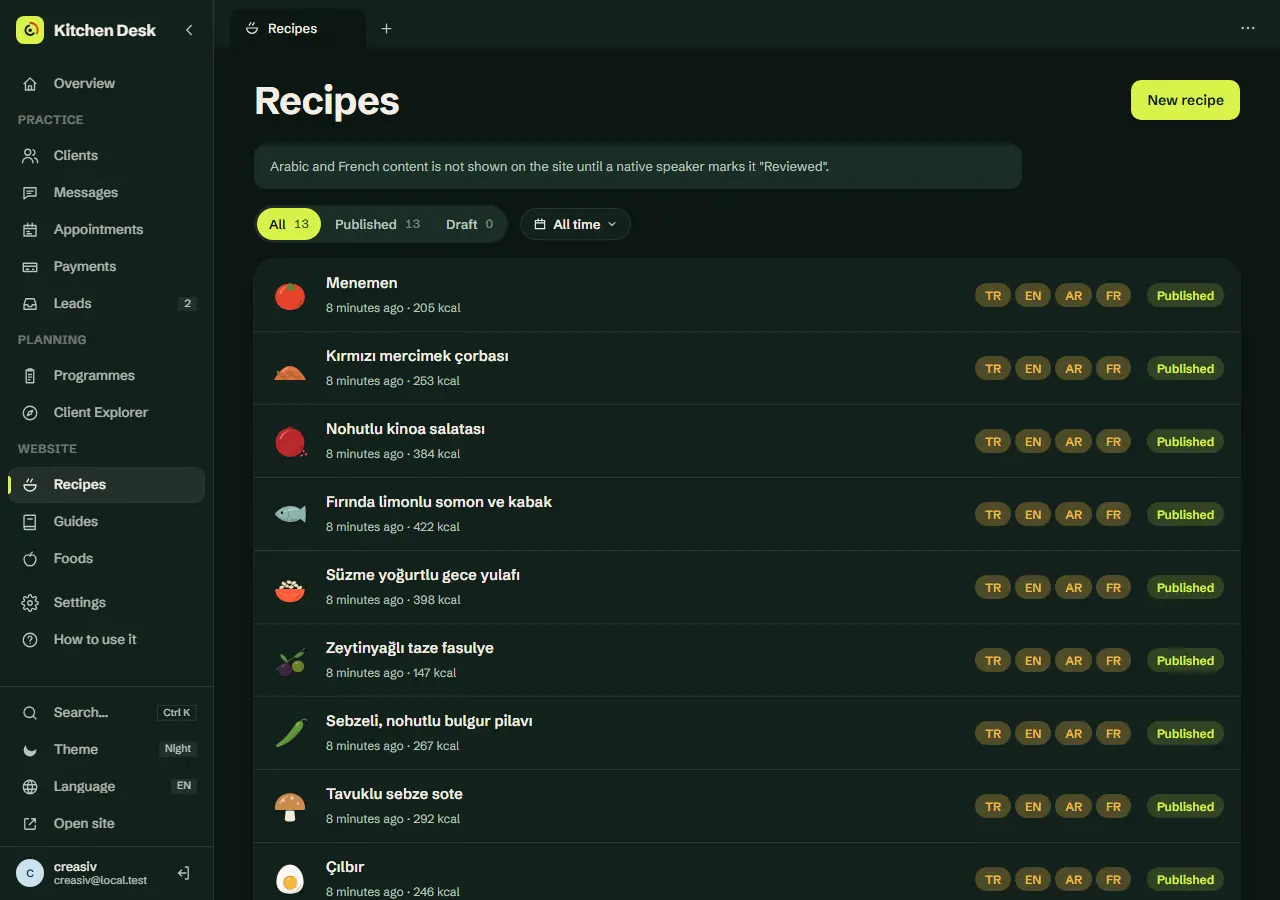 Kitchen Desk
Recipes
Overview
PRACTICE
Clients
Messages
Appointments
Payments
Leads 2
PLANNING
Programmes
Client Explorer
WEBSITE
Recipes
Guides
Foods
Settings
How to use it
Search... Ctrl K
Theme Night
Language EN
Open site
C
creasiv
creasiv@local.test
Recipes
New recipe
Arabic and French content is not shown on the site until a native speaker marks it "Reviewed".
All 13 Published 13 Draft 0 All time
Menemen
8 minutes ago · 205 kcal
TR EN AR FR Published
Kırmızı mercimek çorbası
8 minutes ago · 253 kcal
TR EN AR FR Published
Nohutlu kinoa salatası
8 minutes ago · 384 kcal
TR EN AR FR Published
Fırında limonlu somon ve kabak
8 minutes ago · 422 kcal
TR EN AR FR Published
Süzme yoğurtlu gece yulafı
8 minutes ago · 398 kcal
TR EN AR FR Published
Zeytinyağlı taze fasulye
8 minutes ago · 147 kcal
TR EN AR FR Published
Sebzeli, nohutlu bulgur pilavı
8 minutes ago · 267 kcal
TR EN AR FR Published
Tavuklu sebze sote
8 minutes ago · 292 kcal
TR EN AR FR Published
Çılbır
8 minutes ago · 246 kcal
TR EN AR FR Published